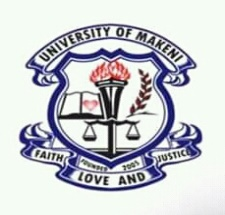 UNIVERSITY OF MAKENI
FOUNDED 2005
FAITH LOVE AND JUSTICE